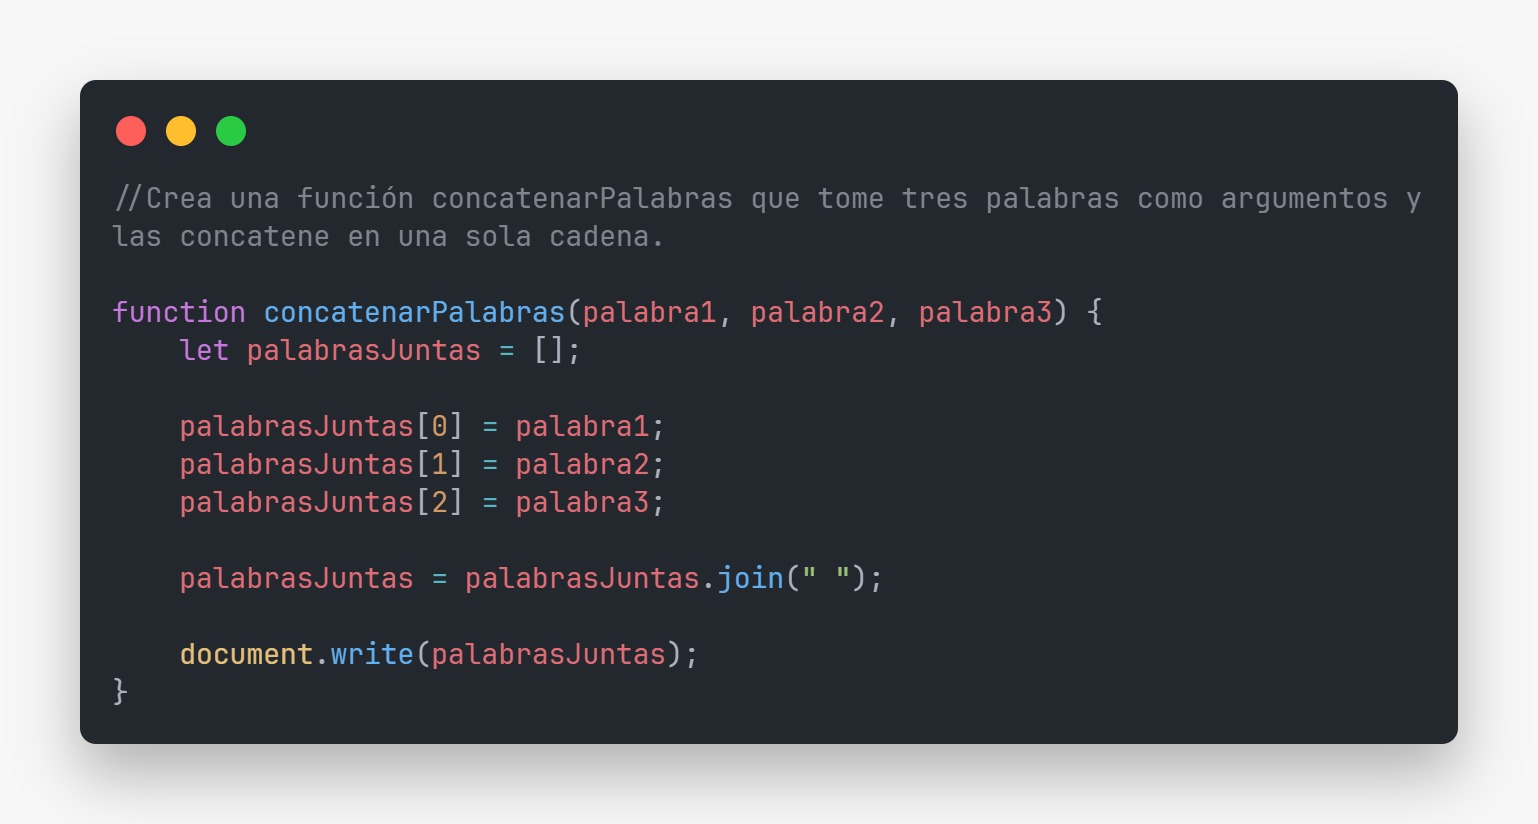 //Crea una función concatenarPalabras que tome tres palabras como argumentos y
las concatene en una sola cadena.
function concatenarPalabras(palabra1, palabra2, palabra3) {
    let palabrasJuntas = [];
    palabrasJuntas[0] = palabra1;
    palabrasJuntas[1] = palabra2;
    palabrasJuntas[2] = palabra3;
    palabrasJuntas = palabrasJuntas.join(" ");
    document.write(palabrasJuntas);
}